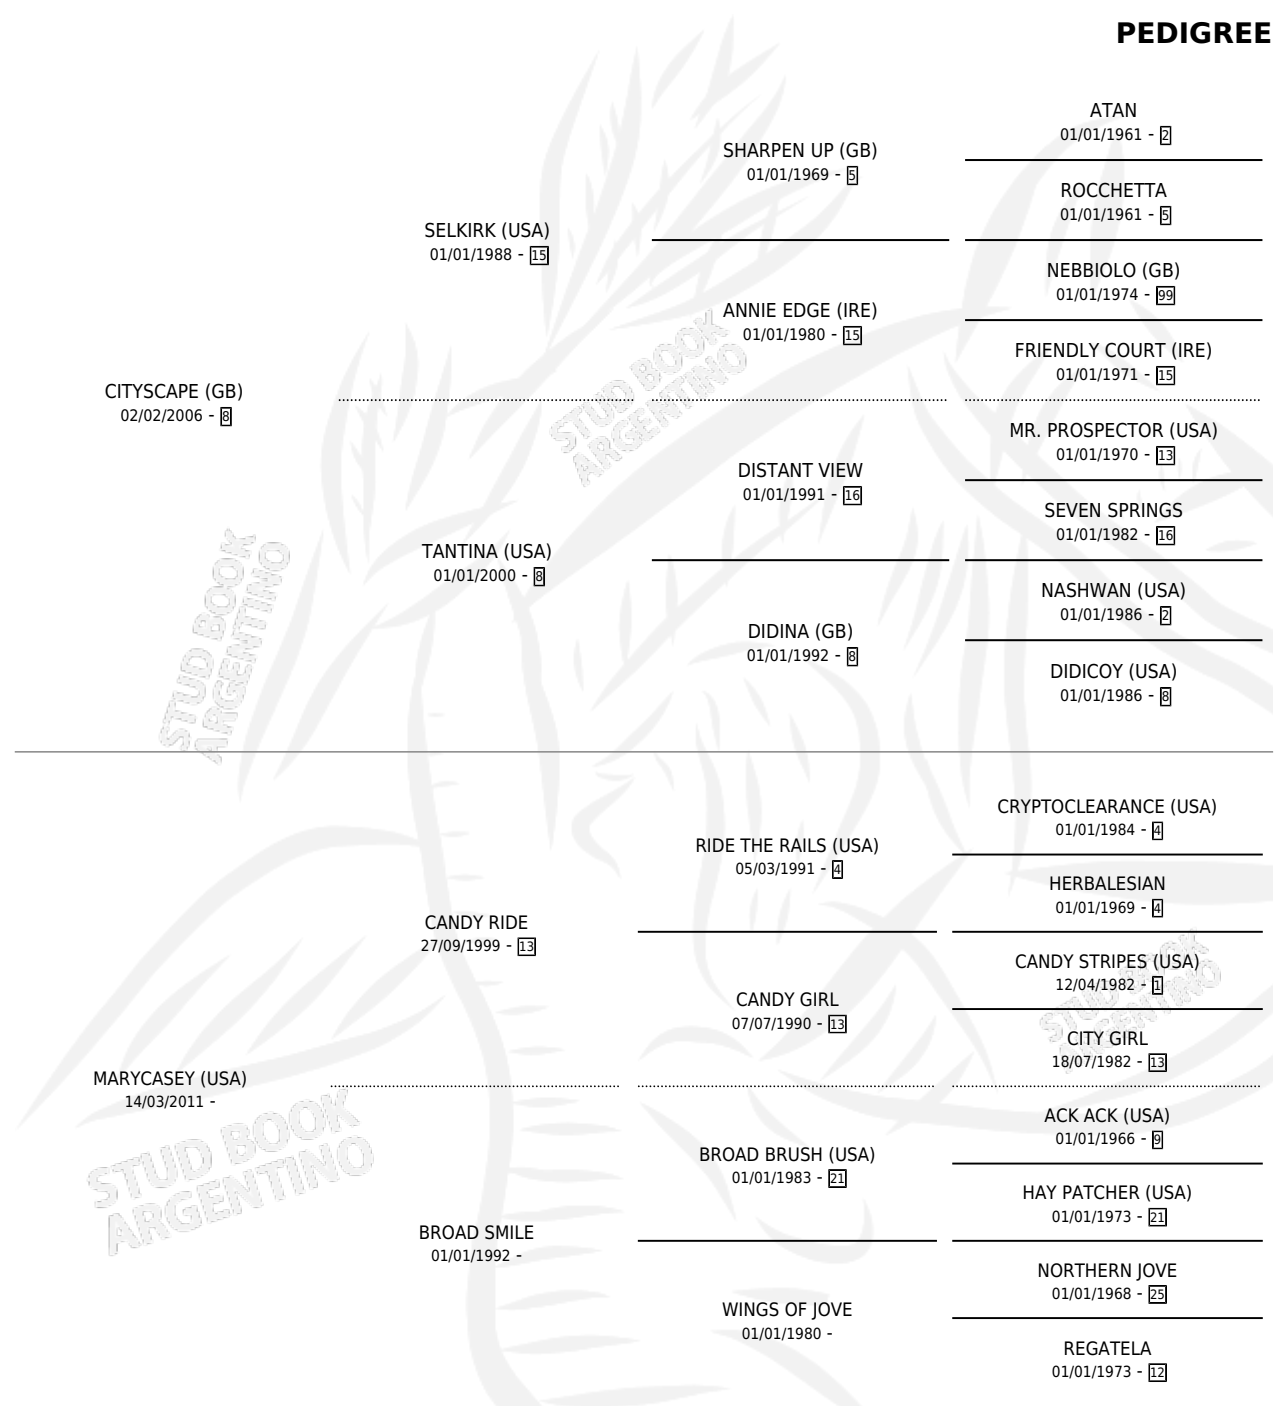 PEDIGREE
ATAN
01/01/1961 - 2
SHARPEN UP (GB)
01/01/1969 - 5
ROCCHETTA
01/01/1961 - 5
SELKIRK (USA)
01/01/1988 - 15
NEBBIOLO (GB)
01/01/1974 - 99
ANNIE EDGE (IRE)
01/01/1980 - 15
FRIENDLY COURT (IRE)
01/01/1971 - 15
CITYSCAPE (GB)
02/02/2006 - 8
STUD BOOK
ARGENTINO
MR. PROSPECTOR (USA)
01/01/1970 - 13
DISTANT VIEW
01/01/1991 - 16
SEVEN SPRINGS
01/01/1982 - 16
TANTINA (USA)
01/01/2000 - 8
NASHWAN (USA)
01/01/1986 - 2
DIDINA (GB)
01/01/1992 - 8
DIDICOY (USA)
01/01/1986 - 8
STUD BOOK
ARGENTINO
CRYPTOCLEARANCE (USA)
01/01/1984 - 4
RIDE THE RAILS (USA)
05/03/1991 - 4
HERBALESIAN
01/01/1969 - 4
CANDY RIDE
27/09/1999 - 13
CANDY STRIPES (USA)
12/04/1982 - 1
CANDY GIRL
07/07/1990 - 13
STUD BOOK
ARGENTINO
CITY GIRL
18/07/1982 - 13
MARYCASEY (USA)
14/03/2011 -
ACK ACK (USA)
01/01/1966 - 9
BROAD BRUSH (USA)
01/01/1983 - 21
HAY PATCHER (USA)
01/01/1973 - 21
STUD BOOK
ARGENTINO
BROAD SMILE
01/01/1992 -
NORTHERN JOVE
01/01/1968 - 25
WINGS OF JOVE
01/01/1980 -
REGATELA
01/01/1973 - 12